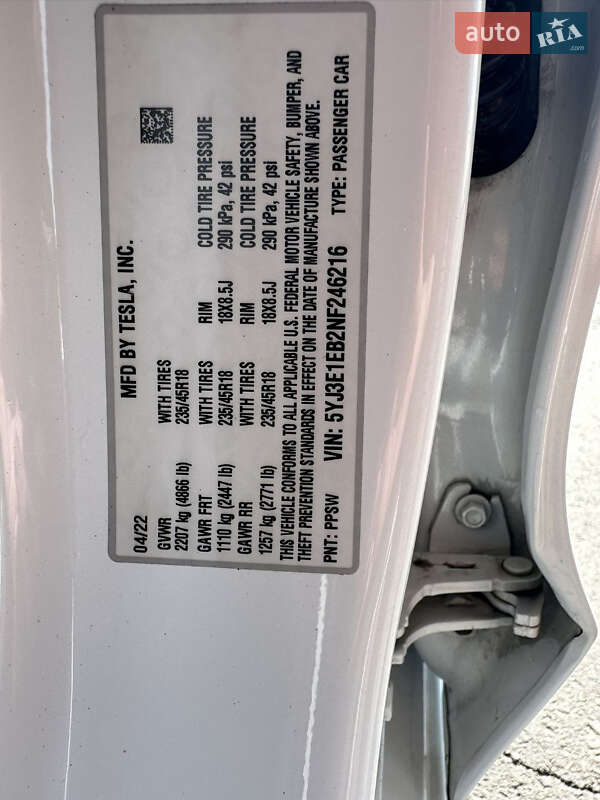 auto RIA.com
MFD BY TESLA, INC.
04/22
GVWR WITH TIRES
2207 kg (4866 lb) 235/45R18
GAWR FRT WITH TIRES RIM COLD TIRE PRESSURE
1110 kg (2447 lb) 235/45R18 18X8.5J 290 kPa, 42 psi
GAWR RR WITH TIRES RIM COLD TIRE PRESSURE
1257 kg (2771 lb) 235/45R18 18X8.5J 290 kPa, 42 psi
THIS VEHICLE CONFORMS TO ALL APPLICABLE U.S. FEDERAL MOTOR VEHICLE SAFETY, BUMPER, AND
THEFT PREVENTION STANDARDS IN EFFECT ON THE DATE OF MANUFACTURE SHOWN ABOVE.
PNT: PPSW VIN: 5YJ3E1EB2NF246216 TYPE: PASSENGER CAR